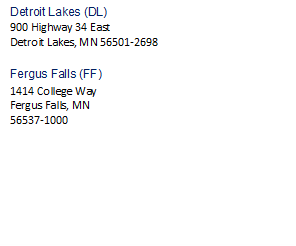 Detroit Lakes (DL)
900 Highway 34 East
Detroit Lakes, MN 56501-2698
Fergus Falls (FF)
1414 College Way
Fergus Falls, MN
56537-1000